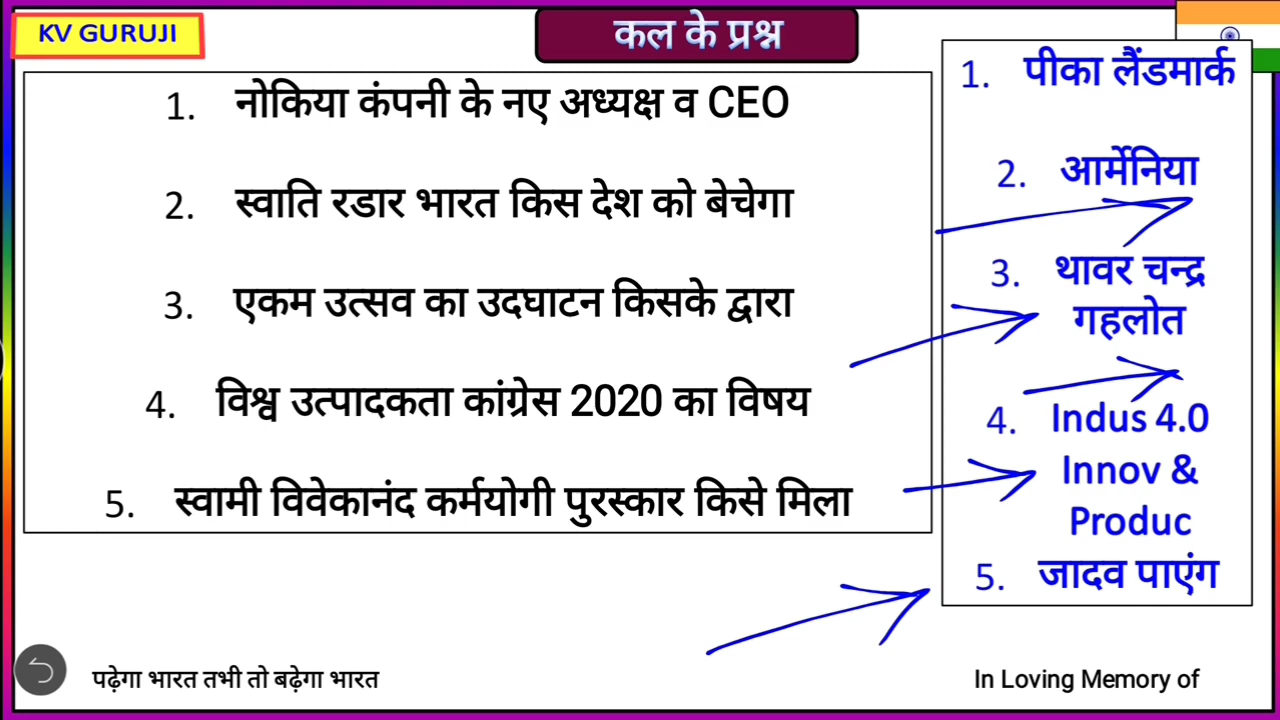 KV GURUJI
कल के प्रश्न
1. नोकिया कंपनी के नए अध्यक्ष व CEO
2. स्वाति रडार भारत किस देश को बेचेगा
3. एकम उत्सव का उदघाटन किसके द्वारा
4. विश्व उत्पादकता कांग्रेस 2020 का विषय
5. स्वामी विवेकानंद कर्मयोगी पुरस्कार किसे मिला
1. पीका लैंडमार्क
2. आर्मेनिया
3. थावर चन्द्र
गहलोत
4. Indus 4.0
Innov &
Produc
5. जादव पाएंग
पढ़ेगा भारत तभी तो बढ़ेगा भारत
In Loving Memory of